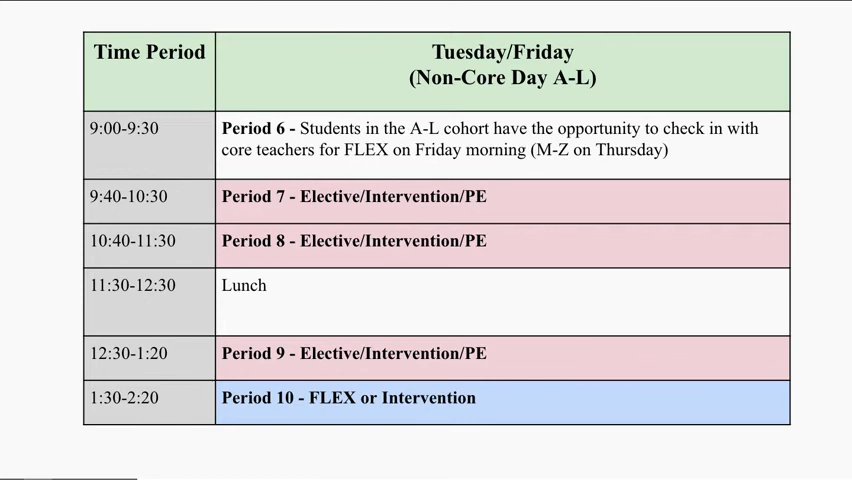 Time Period
Tuesday/Friday
(Non-Core Day A-L)
9:00-9:30
Period 6 - Students in the A-L cohort have the opportunity to check in with
core teachers for FLEX on Friday morning (M-Z on Thursday)
9:40-10:30
Period 7 - Elective/Intervention/PE
10:40-11:30
Period 8 - Elective/Intervention/PE
11:30-12:30
Lunch
12:30-1:20
Period 9 - Elective/Intervention/PE
1:30-2:20
Period 10 - FLEX or Intervention